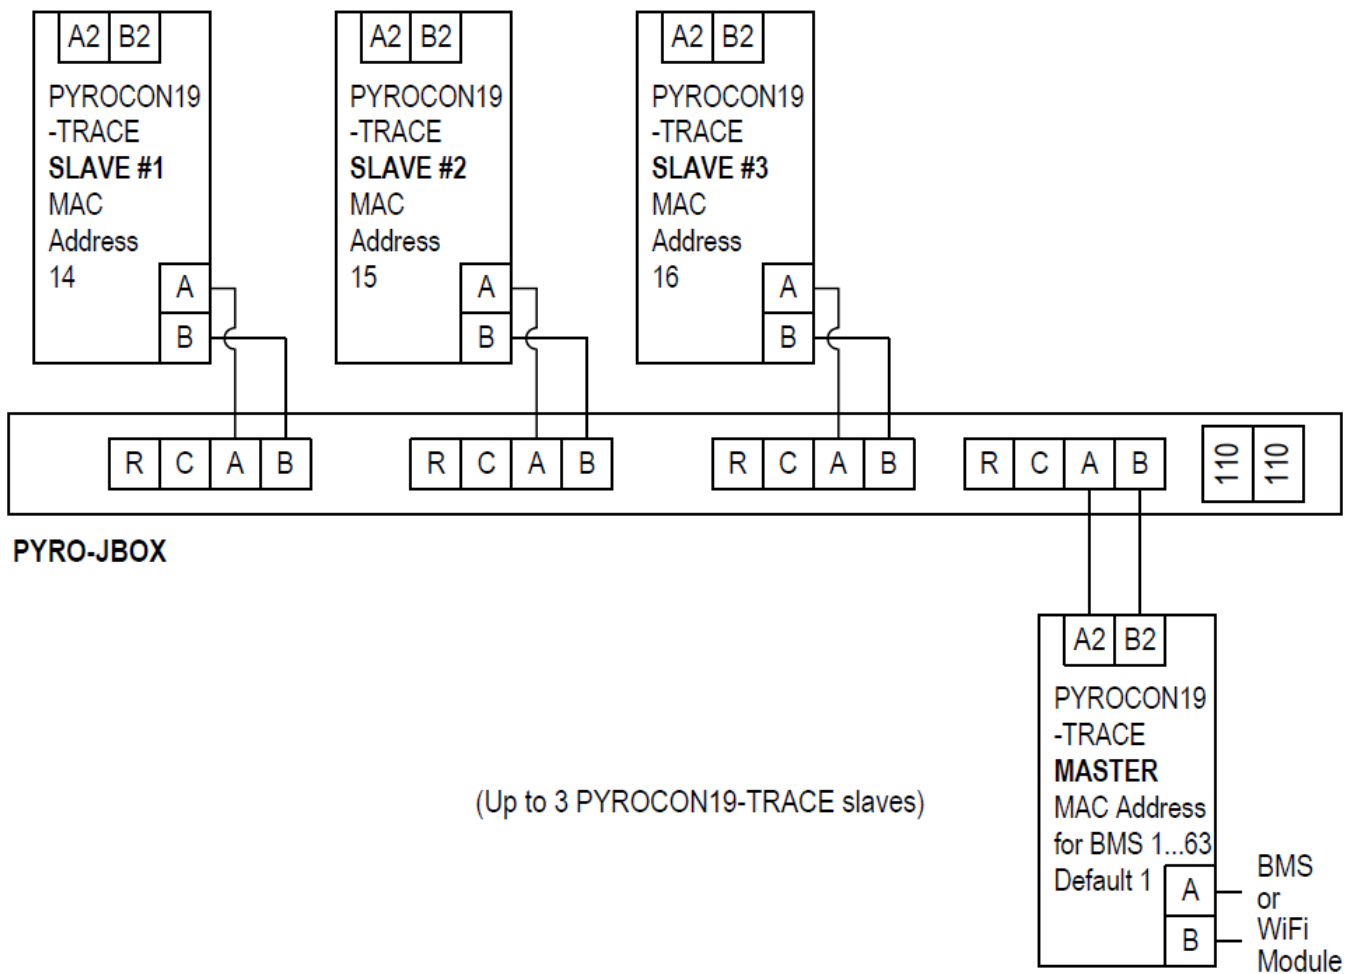 A2 B2
PYROCON19
-TRACE
SLAVE #1
MAC
Address
14
A
B
A2 B2
PYROCON19
-TRACE
SLAVE #2
MAC
Address
15
A
B
A2 B2
PYROCON19
-TRACE
SLAVE #3
MAC
Address
16
A
B
R C A B
R C A B
R C A B
R C A B
110 110
PYRO-JBOX
(Up to 3 PYROCON19-TRACE slaves)
A2 B2
PYROCON19
-TRACE
MASTER
MAC Address
for BMS 1...63
Default 1
A
B
BMS
or
WiFi
Module